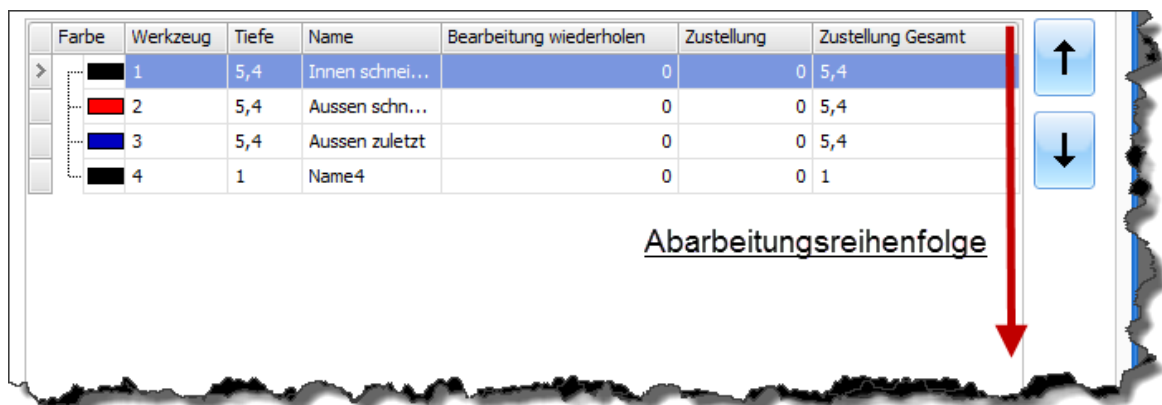 Farbe Werkzeug Tiefe Name Bearbeitung wiederholen Zustellung Zustellung Gesamt
1 5,4 Innen schnei... 0 0 5,4
2 5,4 Aussen schn... 0 0 5,4
3 5,4 Aussen zuletzt 0 0 5,4
4 1 Name4 0 0 1
Abarbeitungsreihenfolge